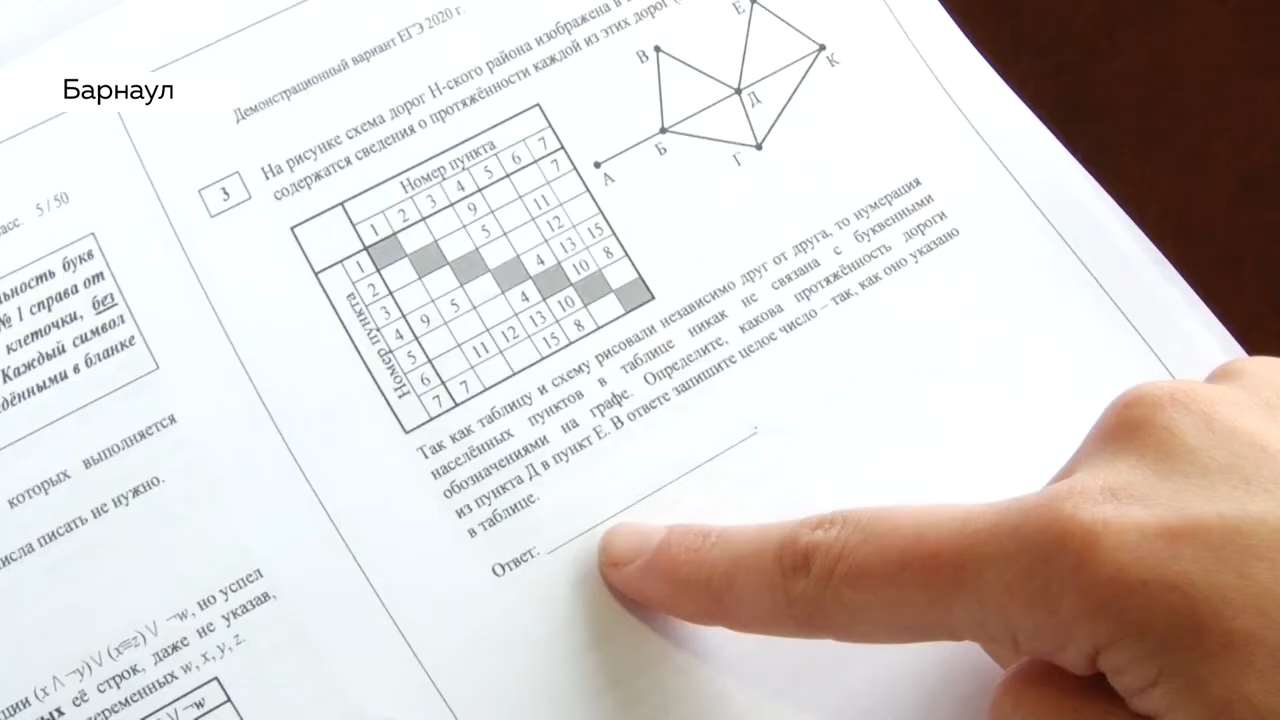 Барнаул
Демонстрационный вариант ЕГЭ 2020 г.
асс. 5 / 50
ьность букв
№ 1 справа от
клеточки, без
Каждый символ
дёнными в бланке
которых выполняется
исла писать не нужно.
ции (x ∧ ¬y) ∨ (x≡z) ∨ ¬w, но успел
её строк, даже не указав,
переменных w, x, y, z.
∨ ¬w
3
На рисунке схема дорог Н-ского района изображена в
содержатся сведения о протяжённости каждой из этих дорог (
Номер пункта
1 2 3 4 5 6 7
Номер пункта
1 9 7
2 5 11
3 12
4 9 5 4 13 15
5 4 10 8
6 11 12 13 10
7 7 15 8
А
Б
В
Г
Д
Е
К
Так как таблицу и схему рисовали независимо друг от друга, то нумерация
населённых пунктов в таблице никак не связана с буквенными
обозначениями на графе. Определите, какова протяжённость дороги
из пункта Д в пункт Е. В ответе запишите целое число – так, как оно указано
в таблице.
Ответ: